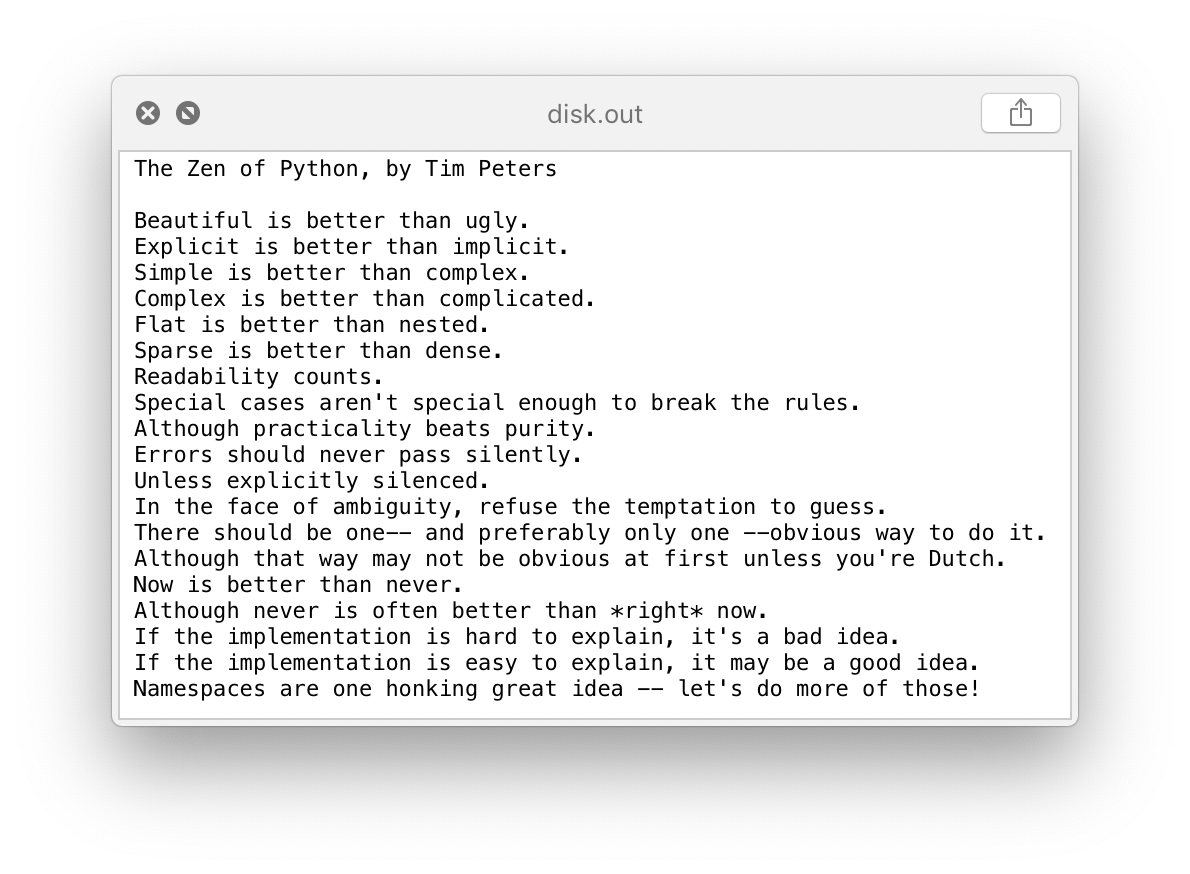 disk.out
The Zen of Python, by Tim Peters

Beautiful is better than ugly.
Explicit is better than implicit.
Simple is better than complex.
Complex is better than complicated.
Flat is better than nested.
Sparse is better than dense.
Readability counts.
Special cases aren't special enough to break the rules.
Although practicality beats purity.
Errors should never pass silently.
Unless explicitly silenced.
In the face of ambiguity, refuse the temptation to guess.
There should be one-- and preferably only one --obvious way to do it.
Although that way may not be obvious at first unless you're Dutch.
Now is better than never.
Although never is often better than *right* now.
If the implementation is hard to explain, it's a bad idea.
If the implementation is easy to explain, it may be a good idea.
Namespaces are one honking great idea -- let's do more of those!